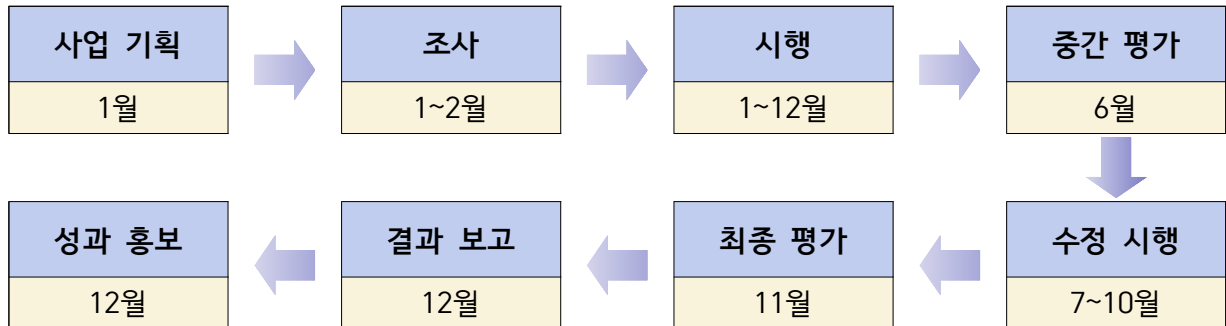 사업 기획
1월
조사
1~2월
시행
1~12월
중간 평가
6월
수정 시행
7~10월
최종 평가
11월
결과 보고
12월
성과 홍보
12월